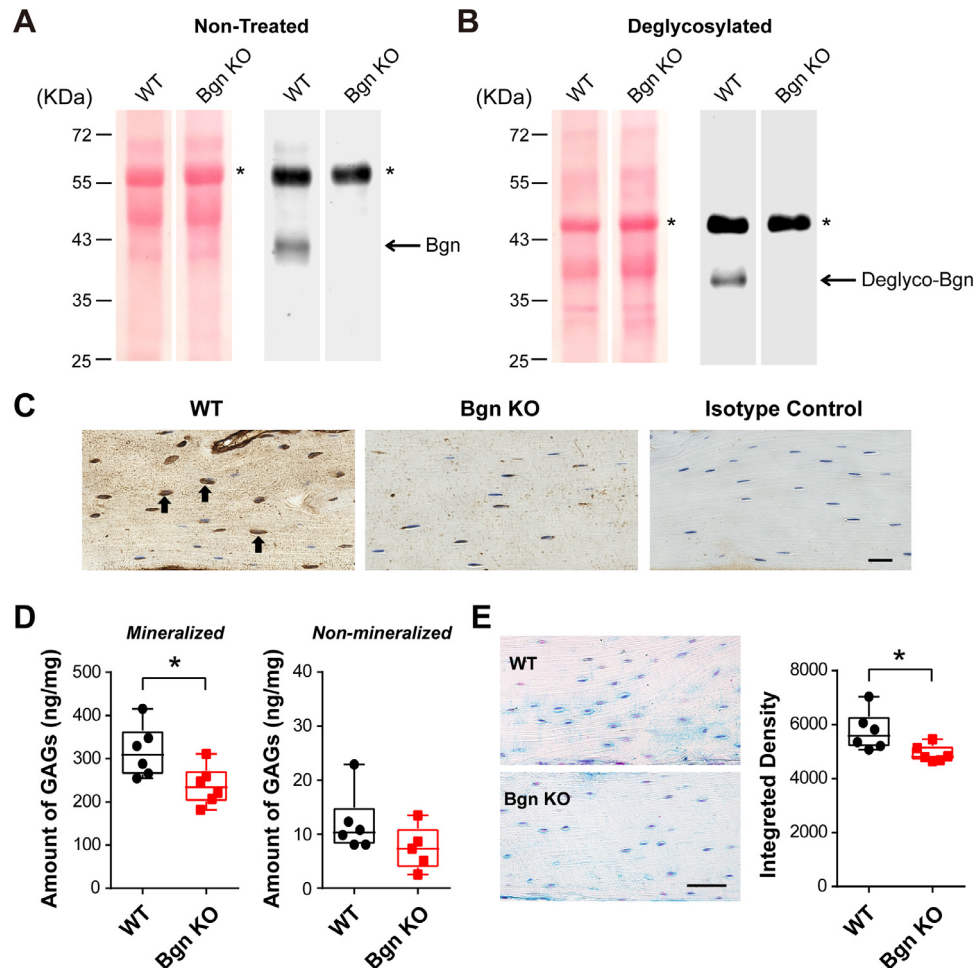 A
Non-Treated
(KDa)
WT
Bgn KO
WT
Bgn KO
72
55
43
35
25
*
*
Bgn
B
Deglycosylated
(KDa)
WT
Bgn KO
WT
Bgn KO
72
55
43
35
25
*
*
Deglyco-Bgn
C
WT
Bgn KO
Isotype Control
D
Mineralized
Amount of GAGs (ng/mg)
500
400
300
200
100
0
*
WT
Bgn KO
Non-mineralized
Amount of GAGs (ng/mg)
40
30
20
10
0
WT
Bgn KO
E
WT
Bgn KO
Integreted Density
8000
6000
4000
2000
0
*
WT
Bgn KO